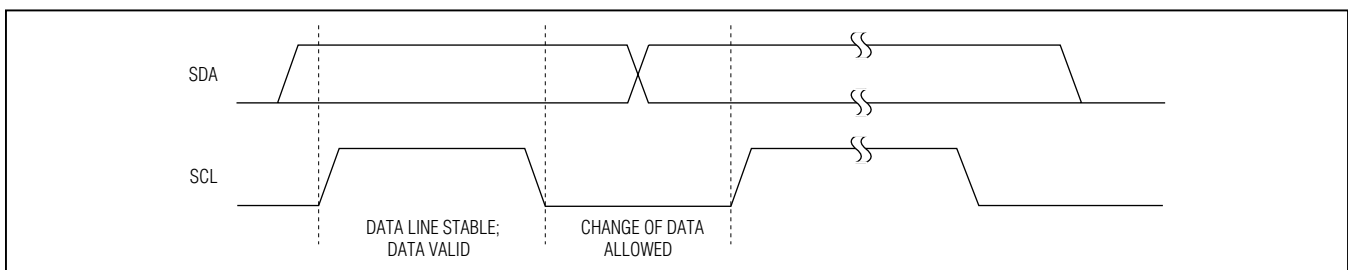 SDA
SCL
DATA LINE STABLE;
DATA VALID
CHANGE OF DATA
ALLOWED